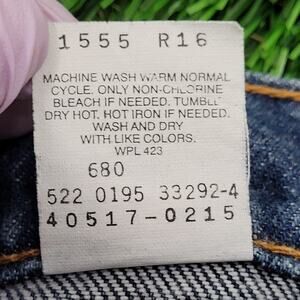 1555 R16
MACHINE WASH WARM NORMAL
CYCLE. ONLY NON-CHLORINE
BLEACH IF NEEDED. TUMBLE
DRY HOT. HOT IRON IF NEEDED.
WASH AND DRY
WITH LIKE COLORS.
WPL 423
680
522 0195 33292-4
40517-0215